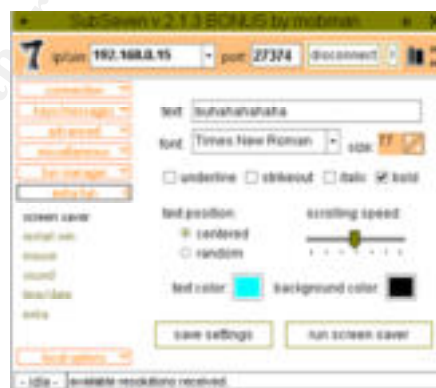 SubSeven v.2.1.3 BONUS by mobman
ip/uin: 192.168.0.15 port: 27374 disconnect
connection
keys/messages
advanced
miscellaneous
fun manager
extra fun
screen saver
restart win
mouse
sound
time/date
extra
local options
text: buhahahahaha
font: Times New Roman size:
underline strikeout italic bold
text position:
centered
random
scrolling speed:
text color: background color:
save settings run screen saver
- idle - available resolutions received.